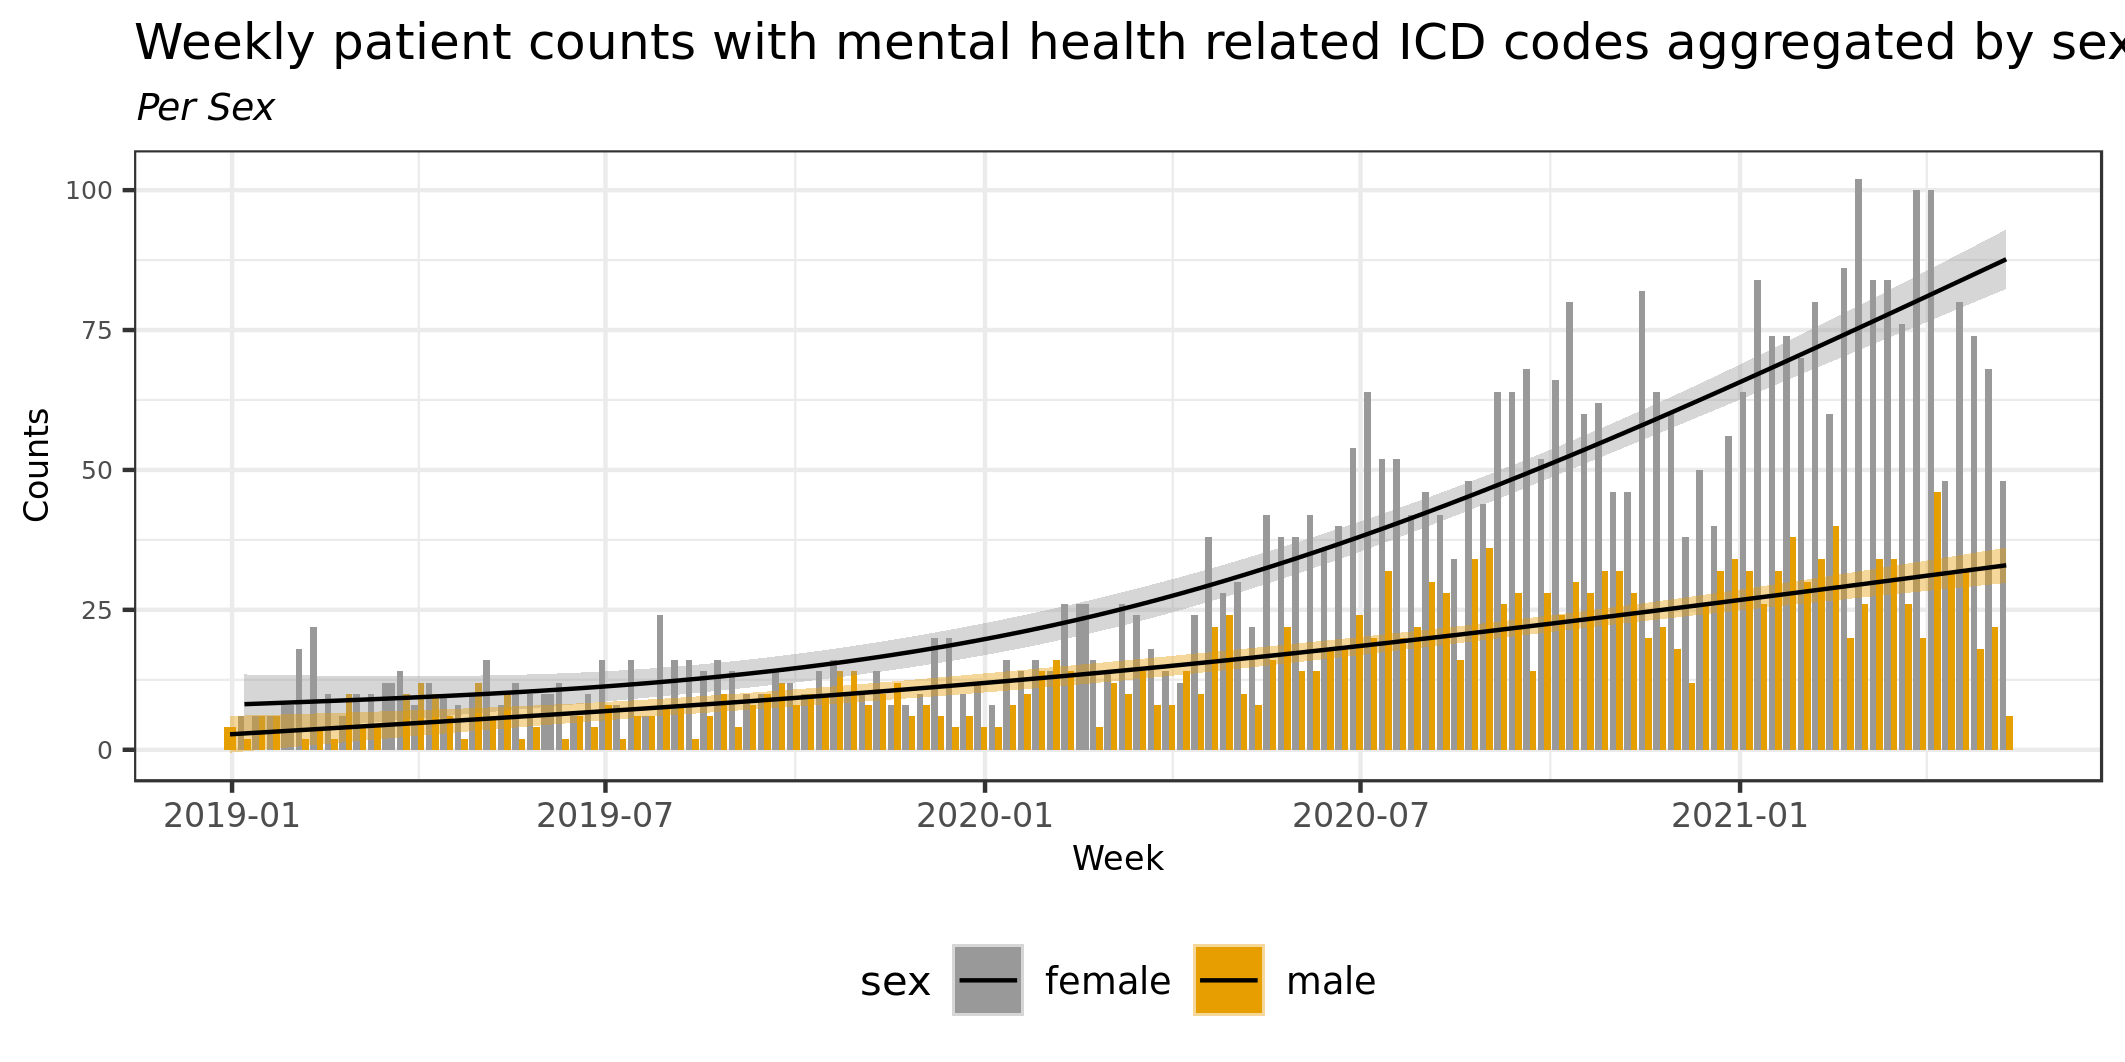 Weekly patient counts with mental health related ICD codes aggregated by sex
Per Sex
100
75
50
25
0
Counts
2019-01 2019-07 2020-01 2020-07 2021-01
Week
sex female male